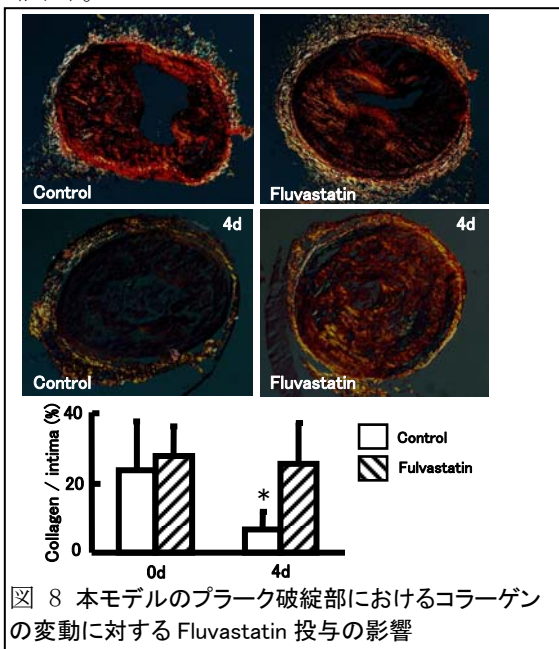 Control
Fluvastatin
4d
4d
Control
Fluvastatin
Collagen / intima (%)
40
20
0
*
Control
Fulvastatin
0d
4d
図 8 本モデルのプラーク破綻部におけるコラーゲン
の変動に対する Fluvastatin 投与の影響